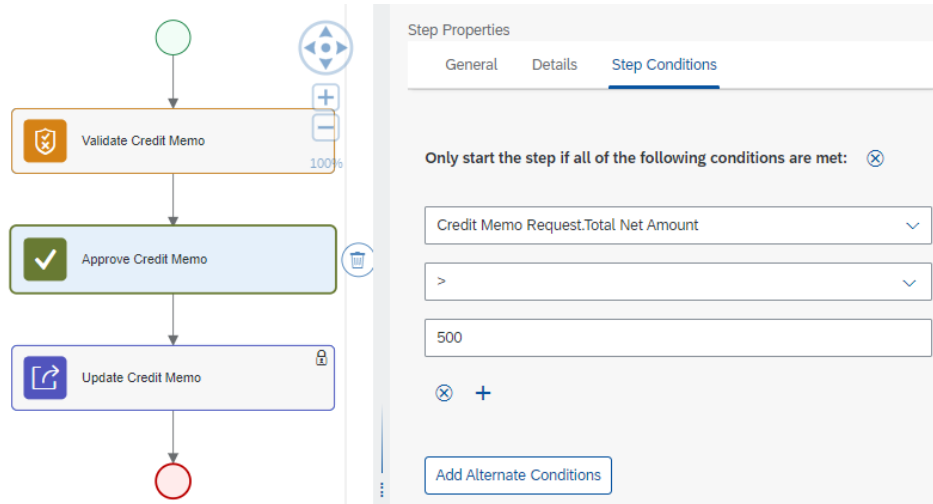 Step Properties
General Details Step Conditions
Validate Credit Memo
100%
Only start the step if all of the following conditions are met:
Credit Memo Request.Total Net Amount
Approve Credit Memo
>
500
Update Credit Memo
Add Alternate Conditions